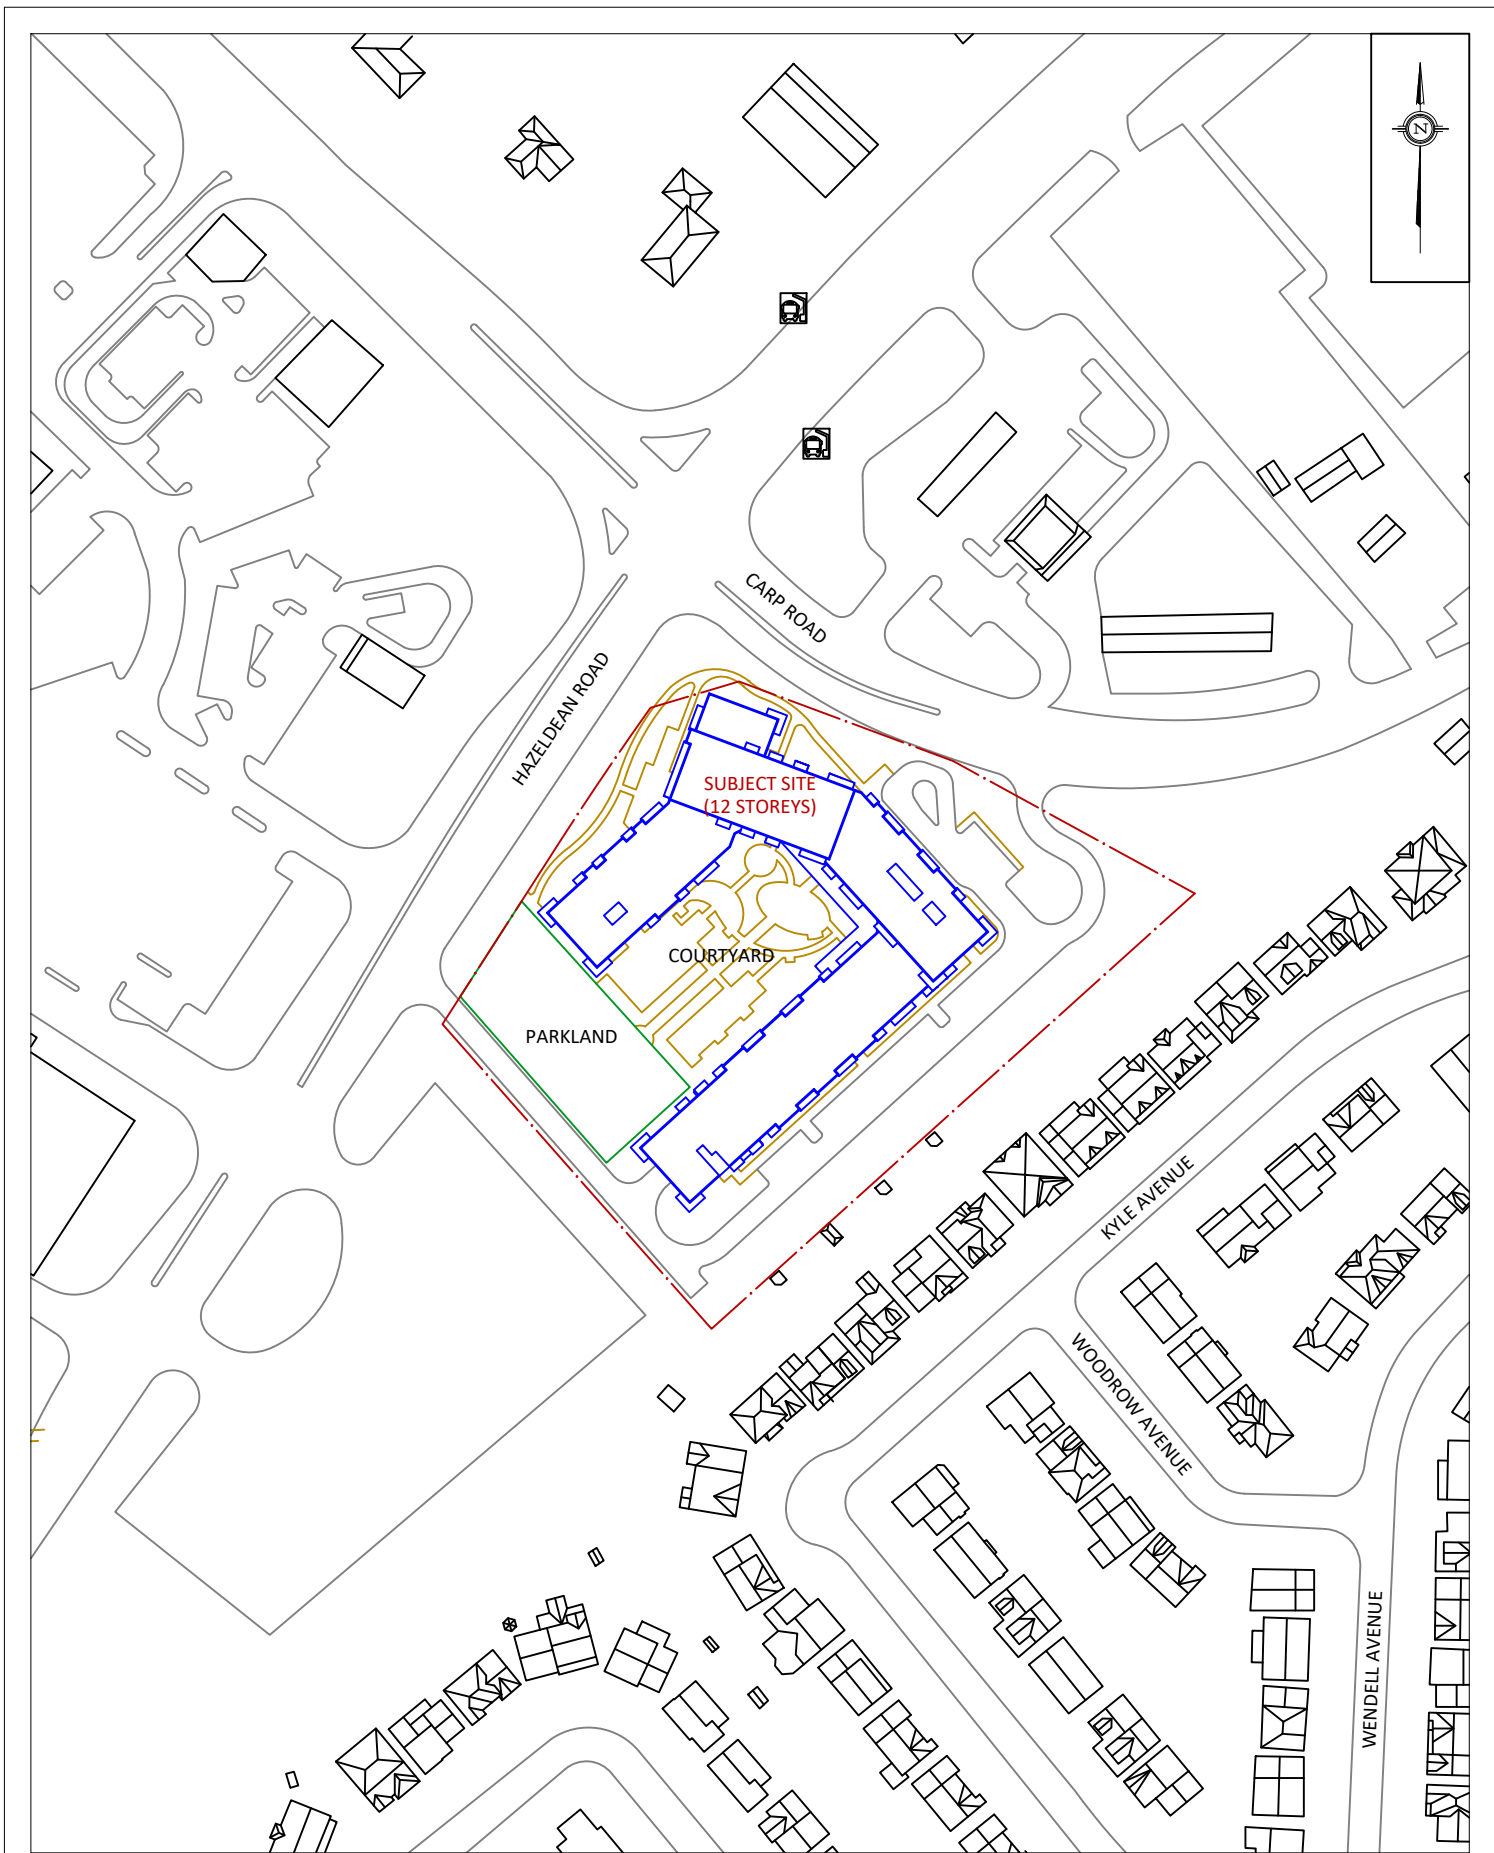 N
CARP ROAD
HAZELDEAN ROAD
SUBJECT SITE
(12 STOREYS)
COURTYARD
PARKLAND
KYLE AVENUE
WOODROW AVENUE
WENDELL AVENUE